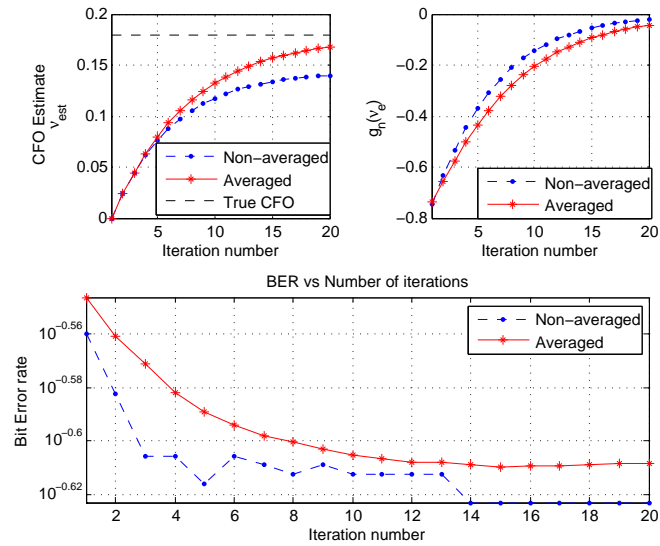 0.2
0.15
0.1
0.05
0
CFO Estimate
νest
5 10 15 20
Iteration number
Non−averaged
Averaged
True CFO
0
−0.2
−0.4
−0.6
−0.8
gn(νe)
5 10 15 20
Iteration number
Non−averaged
Averaged
BER vs Number of iterations
10−0.56
10−0.58
10−0.6
10−0.62
Bit Error rate
2 4 6 8 10 12 14 16 18 20
Iteration number
Non−averaged
Averaged